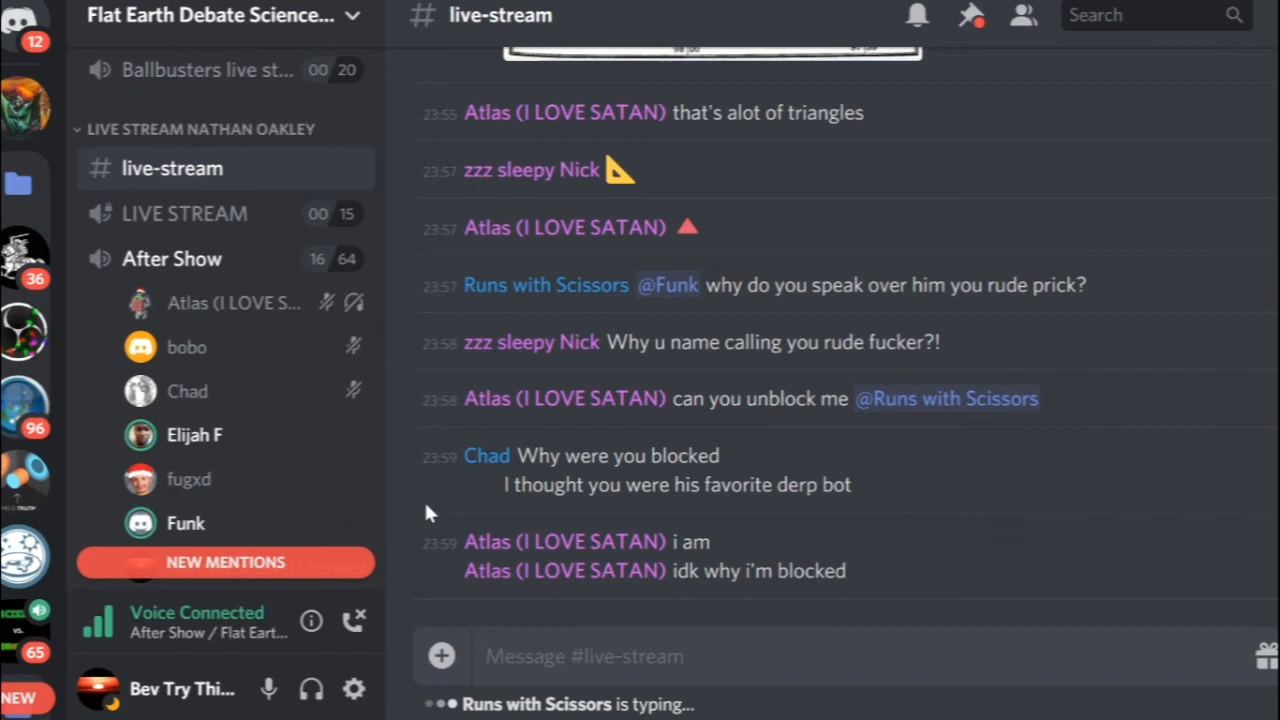 12
36
96
65
NEW
VS.
Flat Earth Debate Science...
Ballbusters live st... 00 20
LIVE STREAM NATHAN OAKLEY
# live-stream
LIVE STREAM 00 15
After Show 16 64
Atlas (I LOVE S...
bobo
Chad
Elijah F
fugxd
Funk
NEW MENTIONS
Voice Connected
After Show / Flat Eart...
Bev Try Thi...
# live-stream
Search
23:55 Atlas (I LOVE SATAN) that's alot of triangles
23:57 zzz sleepy Nick 📐
23:57 Atlas (I LOVE SATAN) 🔺
23:57 Runs with Scissors @Funk why do you speak over him you rude prick?
23:58 zzz sleepy Nick Why u name calling you rude fucker?!
23:58 Atlas (I LOVE SATAN) can you unblock me @Runs with Scissors
23:59 Chad Why were you blocked
I thought you were his favorite derp bot
23:59 Atlas (I LOVE SATAN) i am
Atlas (I LOVE SATAN) idk why i'm blocked
Message #live-stream
Runs with Scissors is typing...